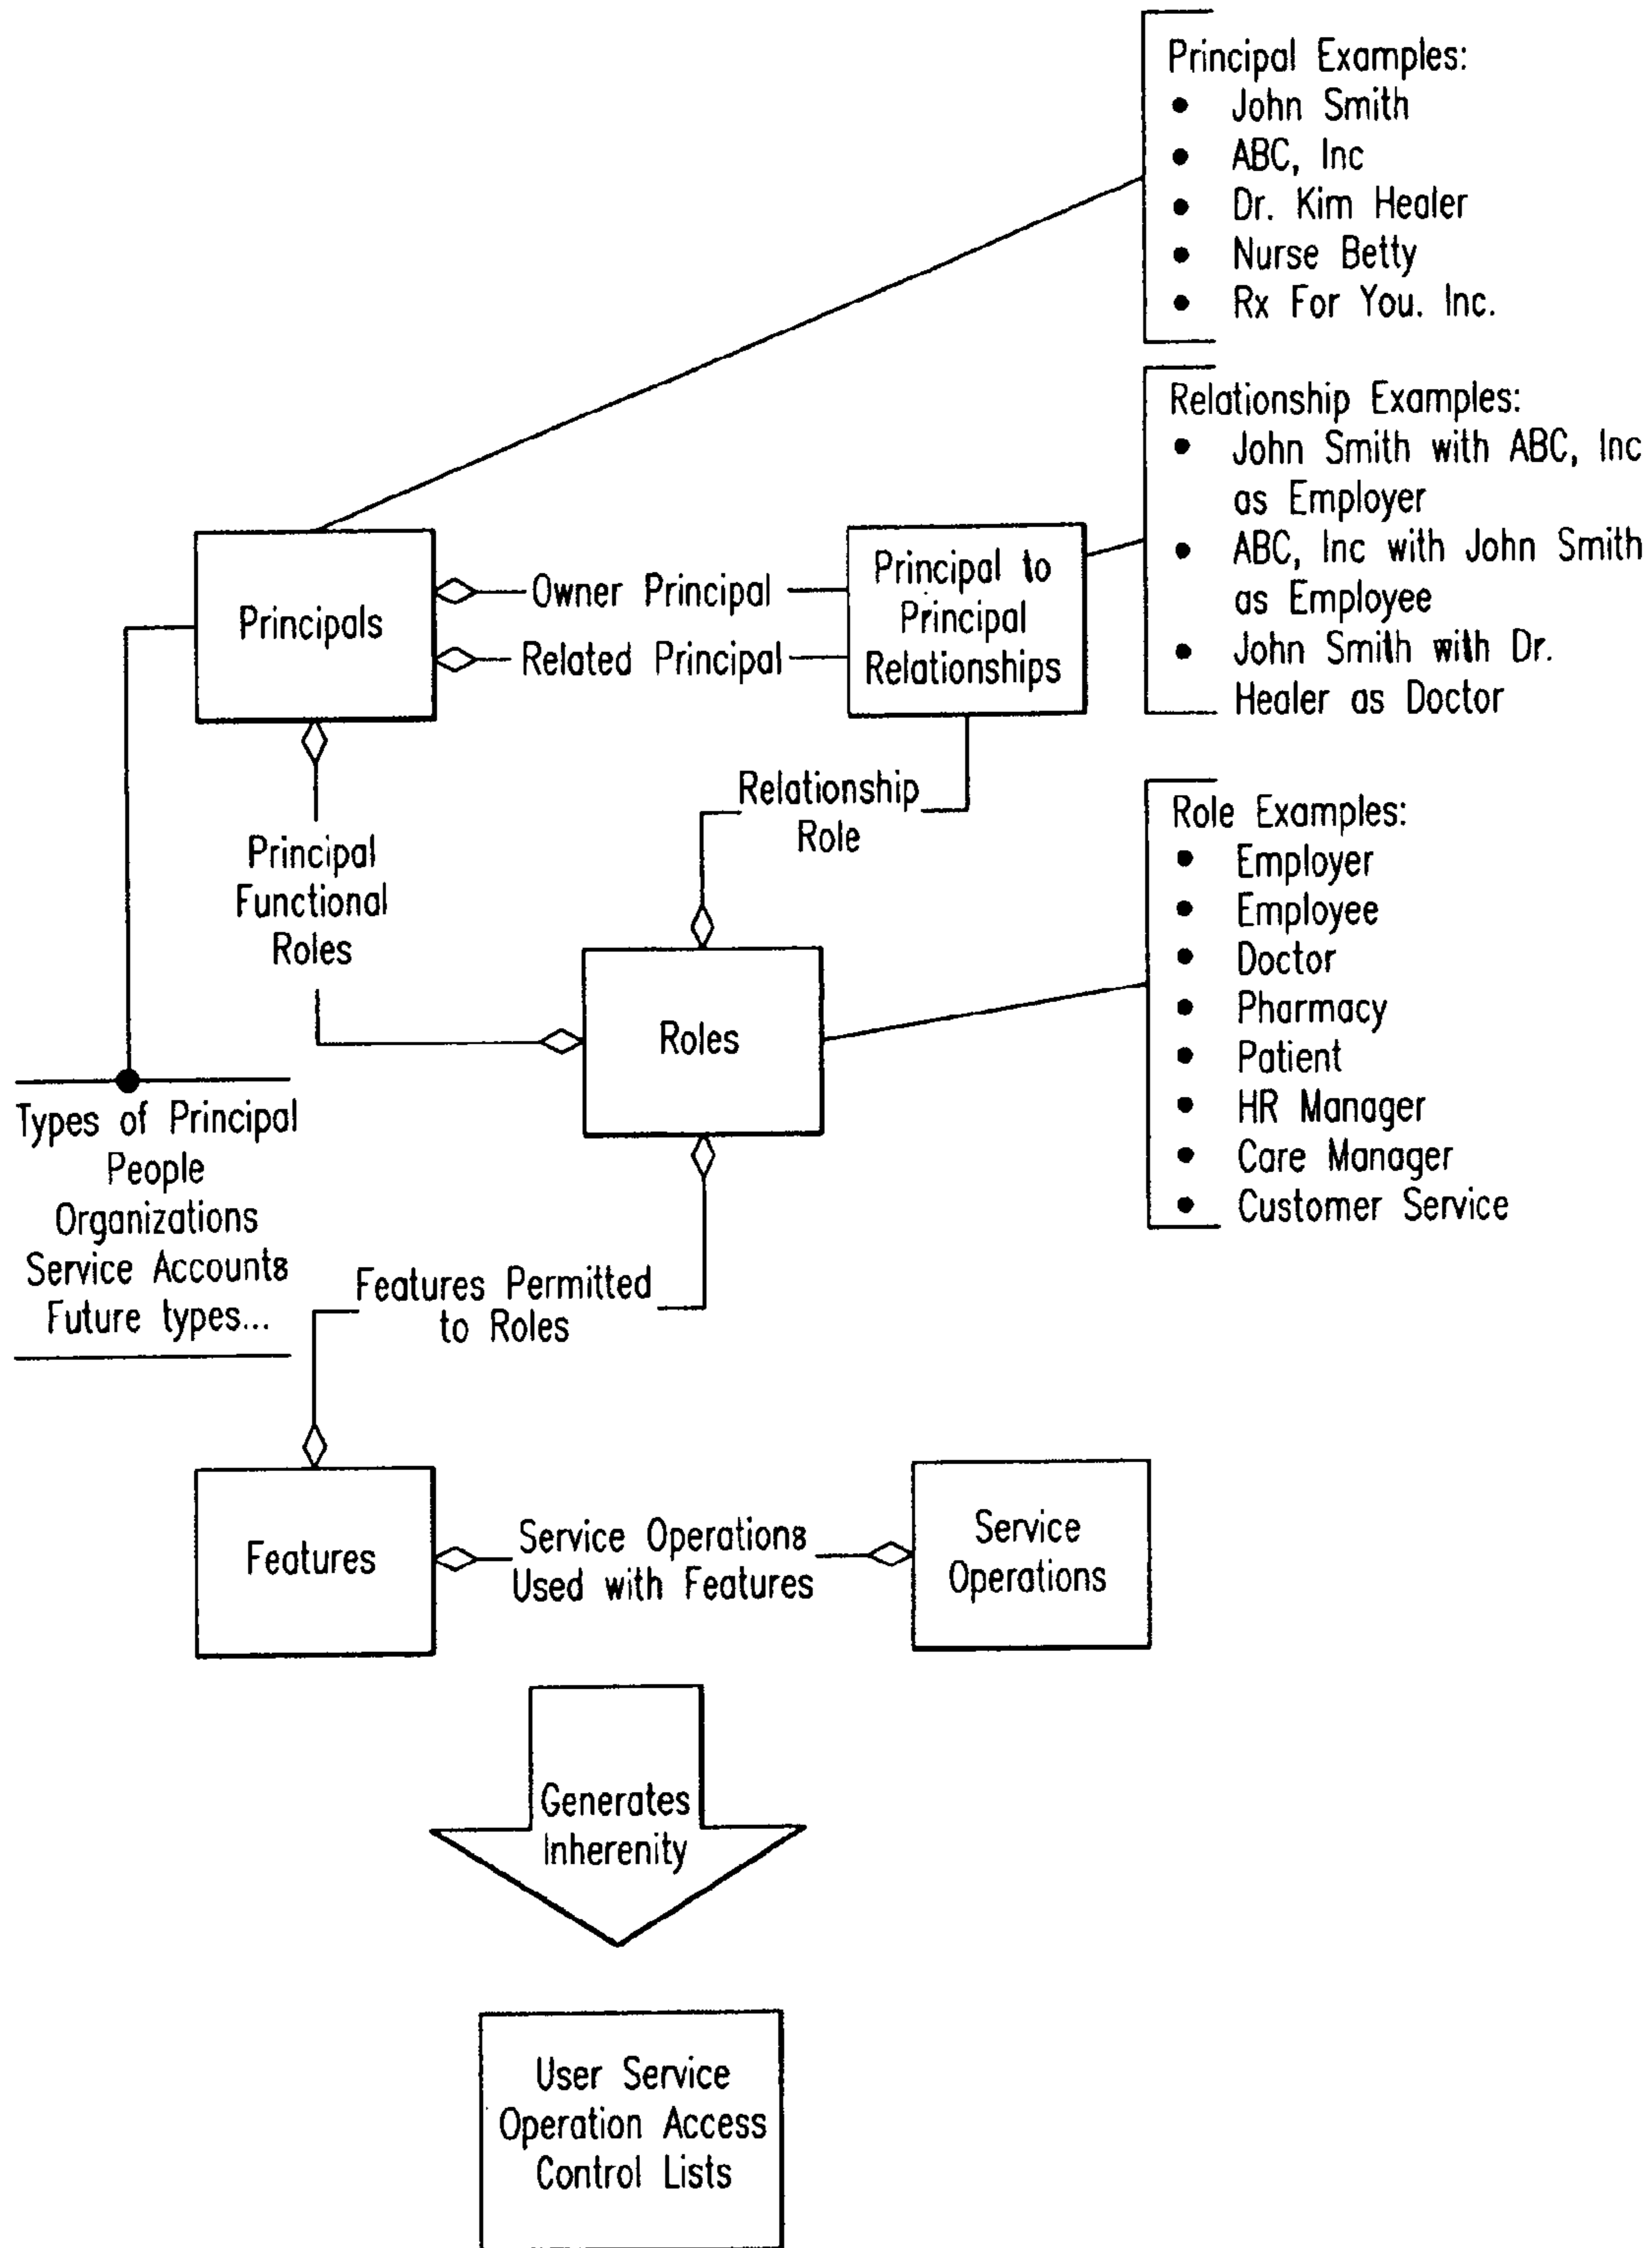 Principal Examples:
• John Smith
• ABC, Inc
• Dr. Kim Healer
• Nurse Betty
• Rx For You. Inc.
Relationship Examples:
• John Smith with ABC, Inc
as Employer
• ABC, Inc with John Smith
as Employee
• John Smith with Dr.
Healer as Doctor
Principals
Owner Principal
Related Principal
Principal to
Principal
Relationships
Relationship
Role
Principal
Functional
Roles
Role Examples:
• Employer
• Employee
• Doctor
• Pharmacy
• Patient
• HR Manager
• Care Manager
• Customer Service
Roles
Types of Principal
People
Organizations
Service Accounts
Future types...
Features Permitted
to Roles
Features
Service Operations
Used with Features
Service
Operations
Generates
Inherenity
User Service
Operation Access
Control Lists